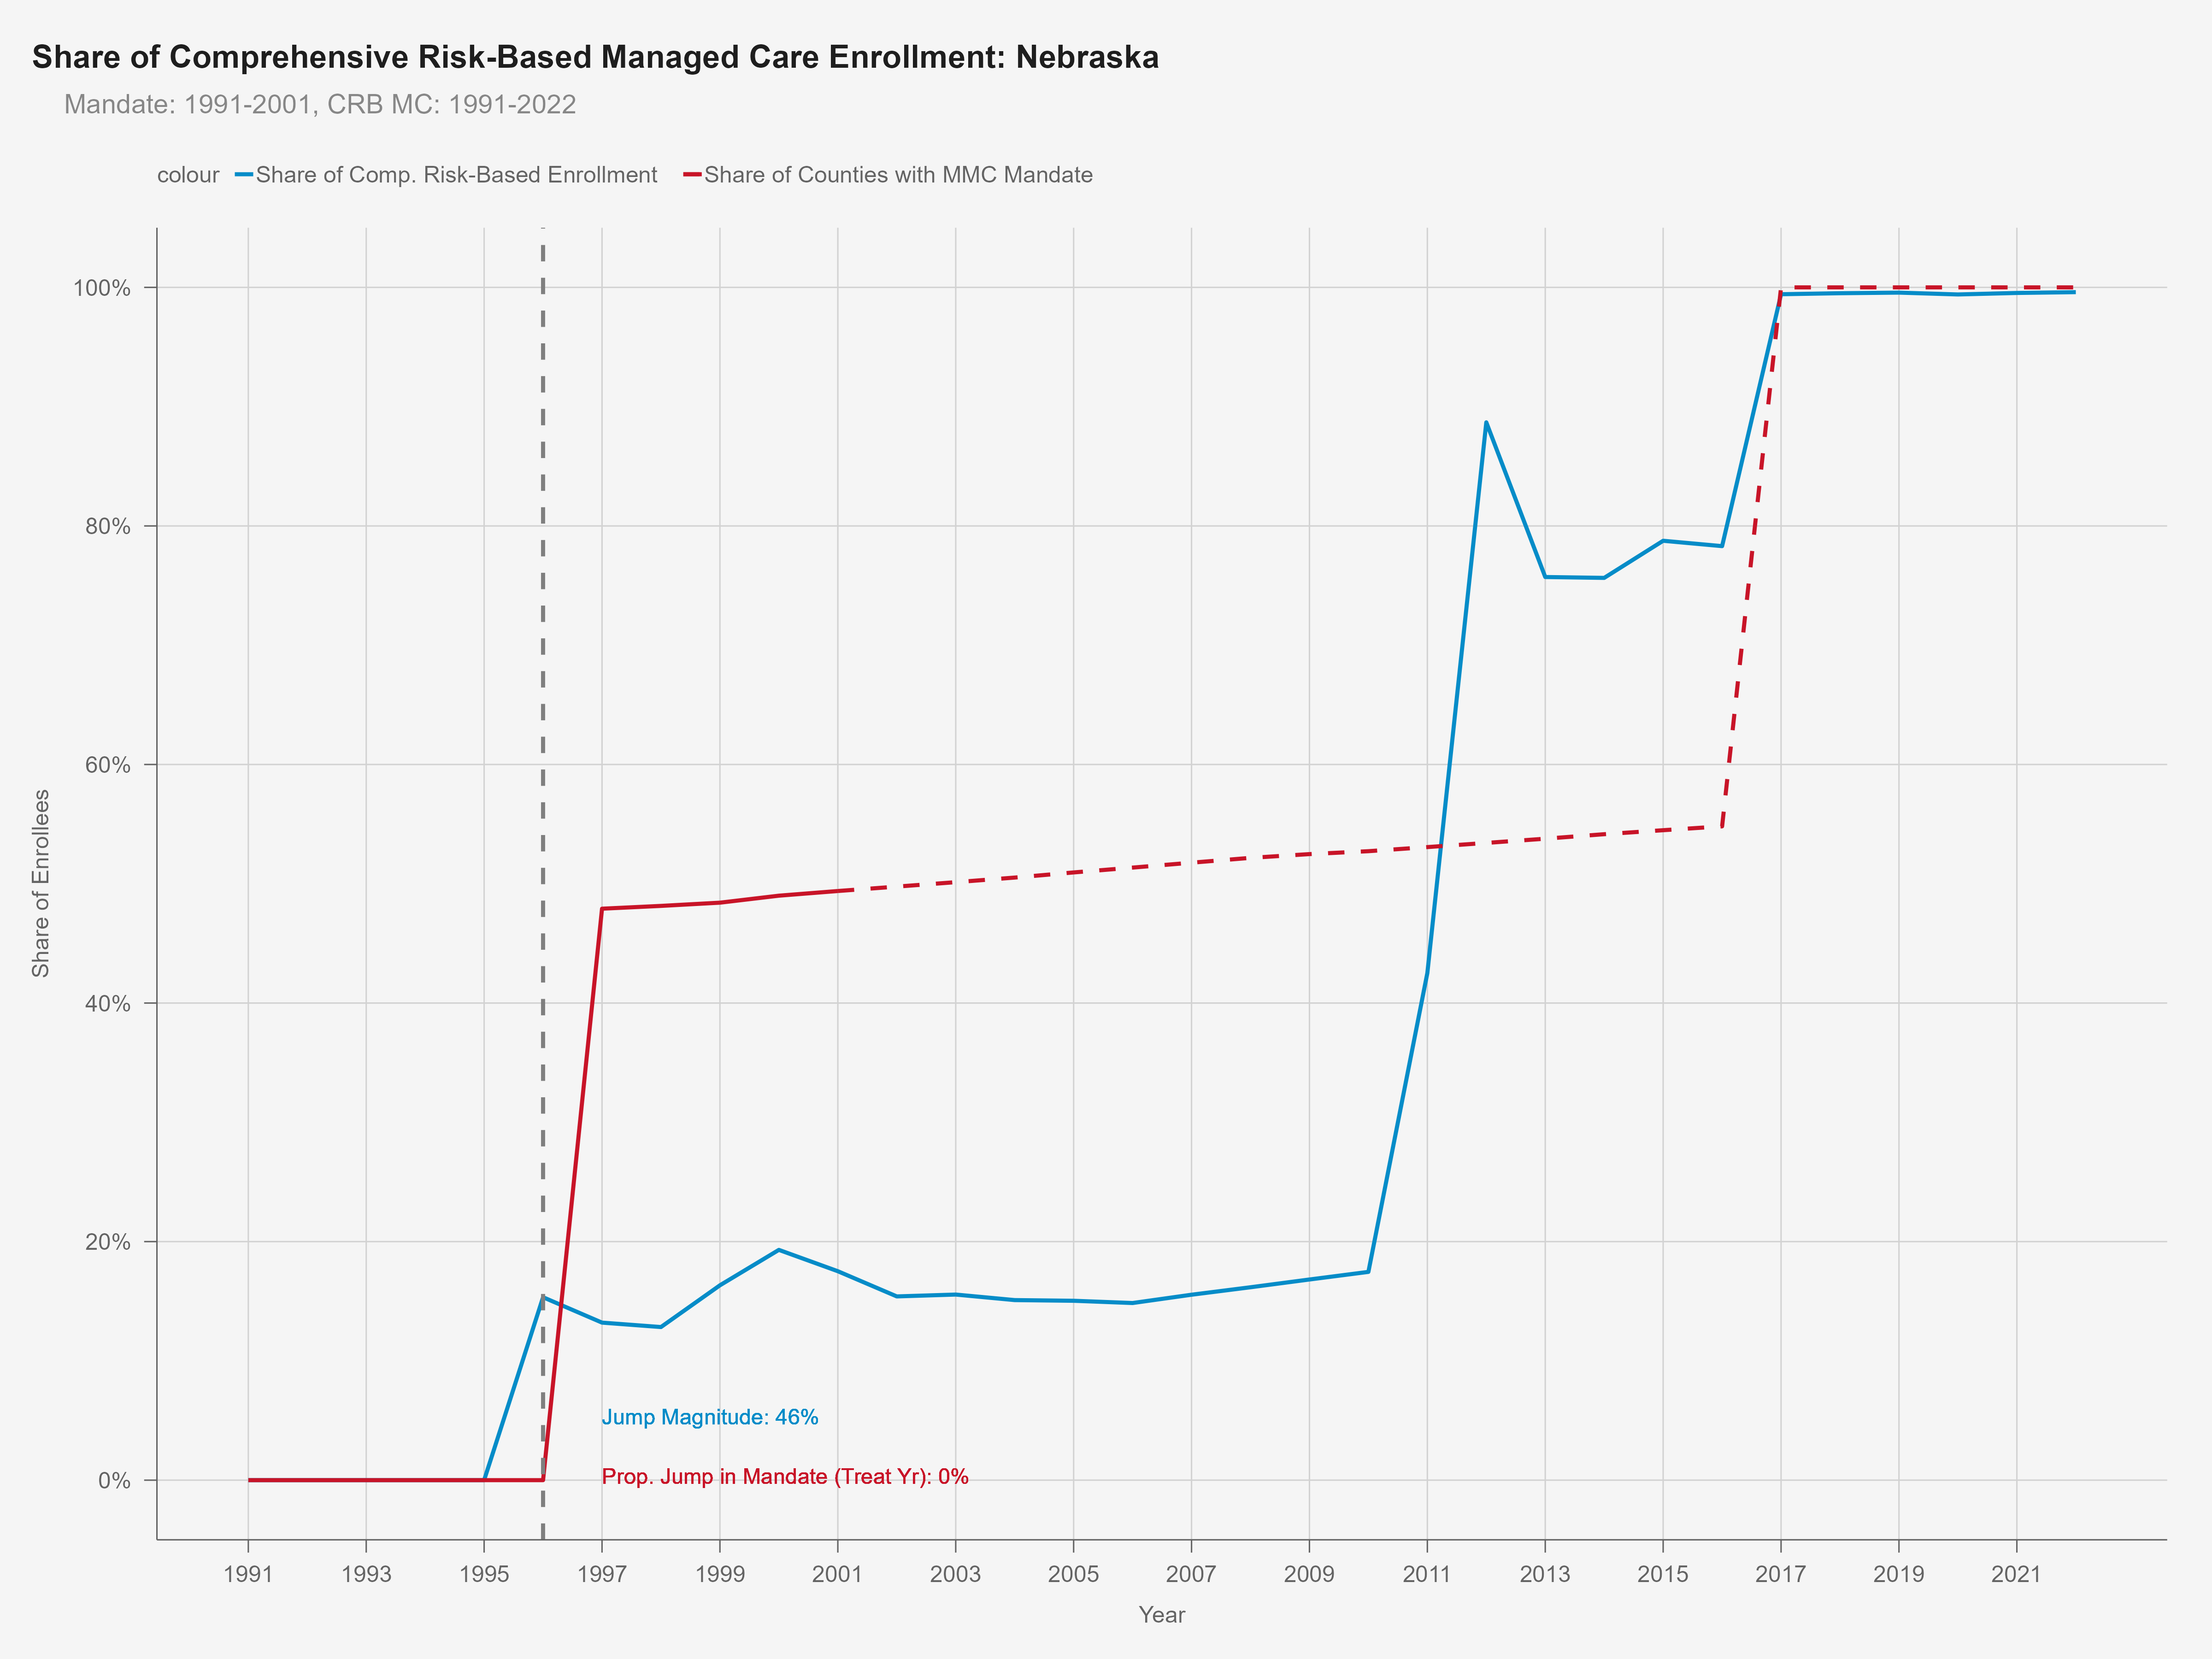 Share of Comprehensive Risk-Based Managed Care Enrollment: Nebraska
Mandate: 1991-2001, CRB MC: 1991-2022
colour Share of Comp. Risk-Based Enrollment Share of Counties with MMC Mandate
100%
80%
60%
40%
20%
0%
Share of Enrollees
Jump Magnitude: 46%
Prop. Jump in Mandate (Treat Yr): 0%
1991 1993 1995 1997 1999 2001 2003 2005 2007 2009 2011 2013 2015 2017 2019 2021
Year